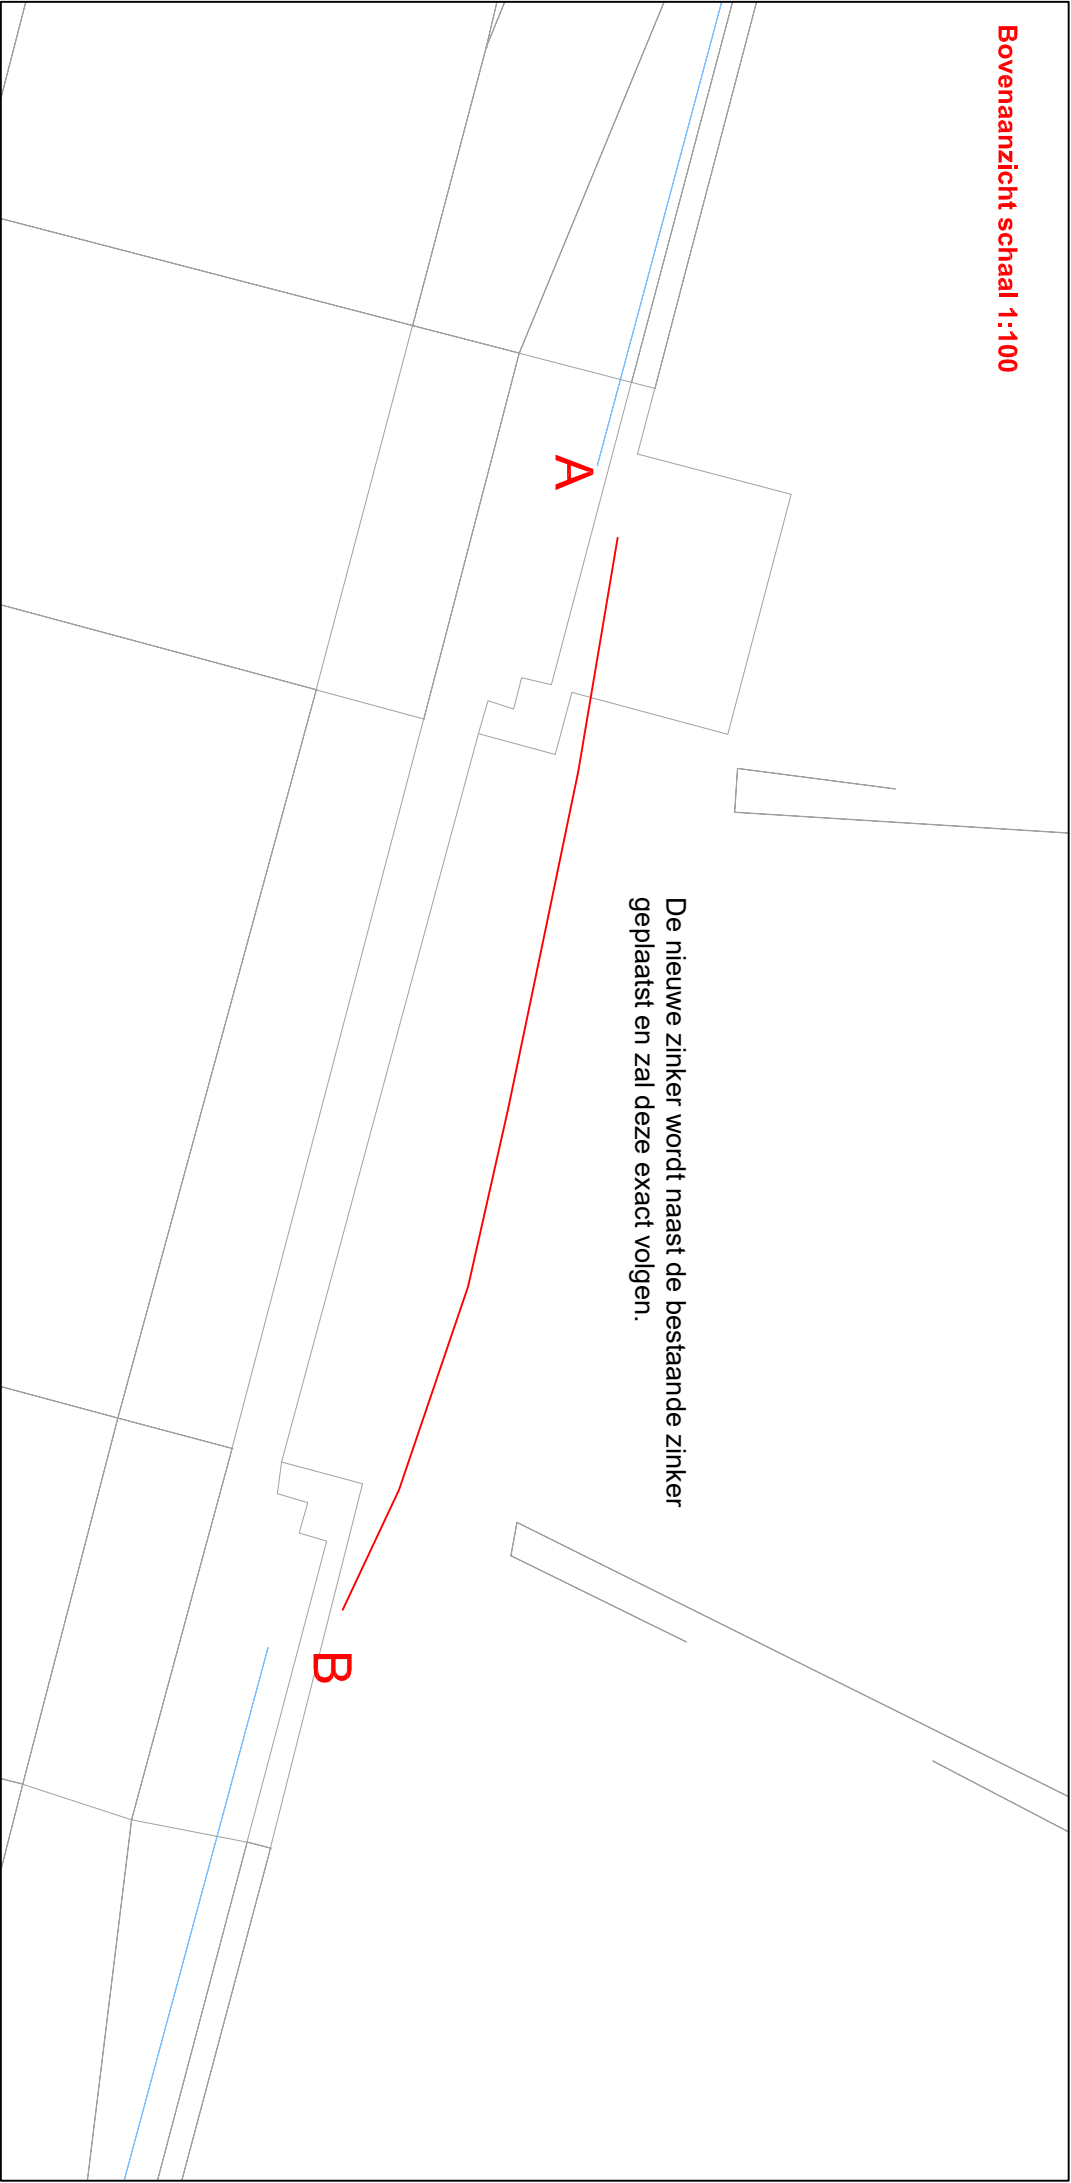 Bovenaanzicht schaal 1:100
A
De nieuwe zinker wordt naast de bestaande zinker
geplaatst en zal deze exact volgen.
B